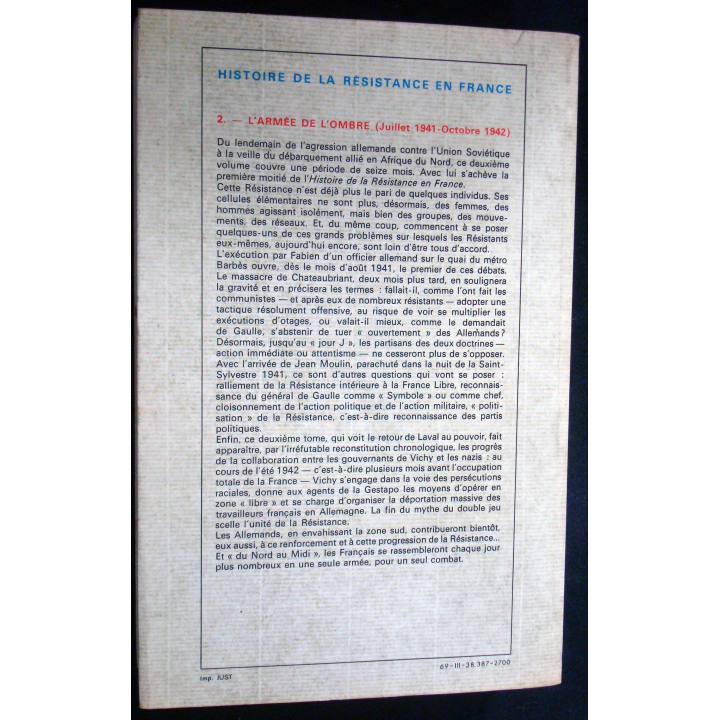 HISTOIRE DE LA RÉSISTANCE EN FRANCE
2. — L'ARMÉE DE L'OMBRE (Juillet 1941-Octobre 1942)
Du lendemain de l'agression allemande contre l'Union Soviétique
à la veille du débarquement allié en Afrique du Nord, ce deuxième
volume couvre une période de seize mois. Avec lui s'achève la
première moitié de l'Histoire de la Résistance en France.
Cette Résistance n'est déjà plus le pari de quelques individus. Ses
cellules élémentaires ne sont plus, désormais, des femmes, des
hommes agissant isolément, mais bien des groupes, des mouve-
ments, des réseaux. Et, du même coup, commencent à se poser
quelques-uns de ces grands problèmes sur lesquels les Résistants
eux-mêmes, aujourd'hui encore, sont loin d'être tous d'accord.
L'exécution par Fabien d'un officier allemand sur le quai du métro
Barbès ouvre, dès le mois d'août 1941, le premier de ces débats.
Le massacre de Chateaubriant, deux mois plus tard, en soulignera
la gravité et en précisera les termes : fallait-il, comme l'ont fait les
communistes — et après eux de nombreux résistants — adopter une
tactique résolument offensive, au risque de voir se multiplier les
exécutions d'otages, ou valait-il mieux, comme le demandait
de Gaulle, s'abstenir de tuer « ouvertement » des Allemands ?
Désormais, jusqu'au « jour J », les partisans des deux doctrines —
action immédiate ou attentisme — ne cesseront plus de s'opposer.
Avec l'arrivée de Jean Moulin, parachuté dans la nuit de la Saint-
Sylvestre 1941, ce sont d'autres questions qui vont se poser :
ralliement de la Résistance intérieure à la France Libre, reconnais-
sance du général de Gaulle comme « Symbole » ou comme chef,
cloisonnement de l'action politique et de l'action militaire, « politi-
sation » de la Résistance, c'est-à-dire reconnaissance des partis
politiques.
Enfin, ce deuxième tome, qui voit le retour de Laval au pouvoir, fait
apparaître, par l'irréfutable reconstitution chronologique, les progrès
de la collaboration entre les gouvernants de Vichy et les nazis : au
cours de l'été 1942 — c'est-à-dire plusieurs mois avant l'occupation
totale de la France — Vichy s'engage dans la voie des persécutions
raciales, donne aux agents de la Gestapo les moyens d'opérer en
zone « libre » et se charge d'organiser la déportation massive des
travailleurs français en Allemagne. La fin du mythe du double jeu
scelle l'unité de la Résistance.
Les Allemands, en envahissant la zone sud, contribueront bientôt,
eux aussi, à ce renforcement et à cette progression de la Résistance...
Et « du Nord au Midi », les Français se rassembleront chaque jour
plus nombreux en une seule armée, pour un seul combat.
Imp. JUST
69-III-38.387-2700